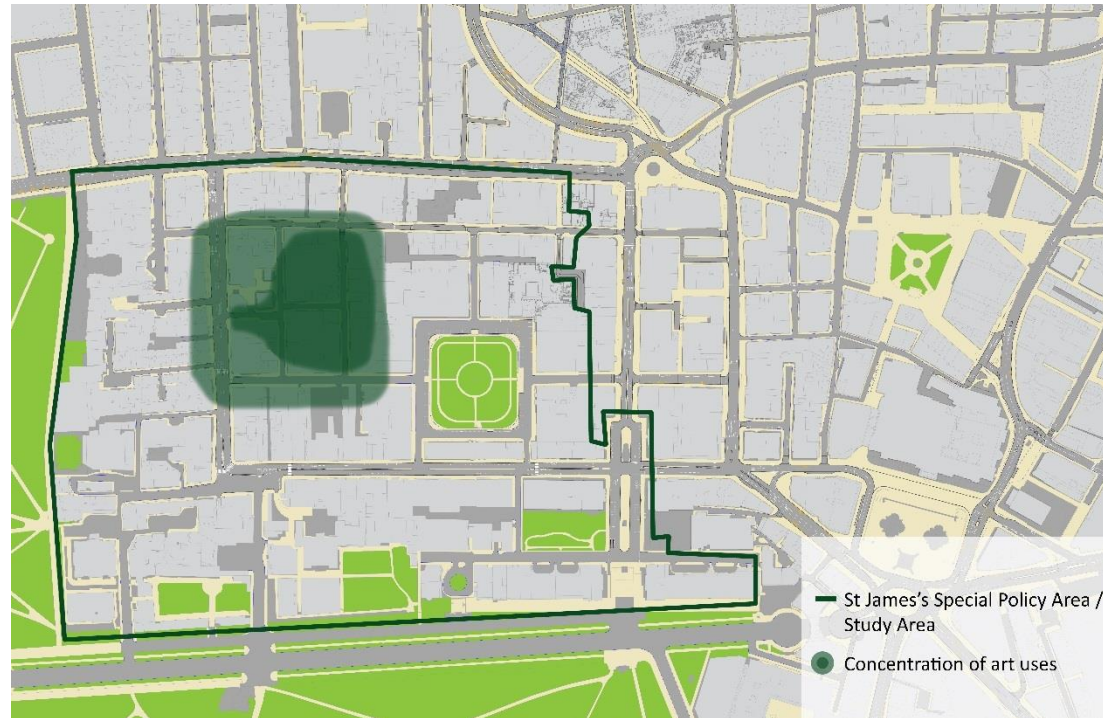 St James's Special Policy Area /
Study Area
Concentration of art uses